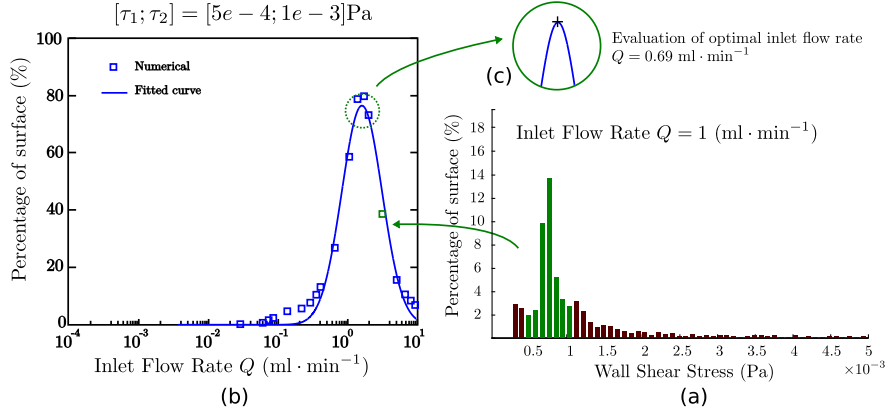 [τ₁; τ₂] = [5e − 4; 1e − 3]Pa
Percentage of surface (%)
100
80
60
40
20
0
Numerical
Fitted curve
10⁻⁴ 10⁻³ 10⁻² 10⁻¹ 10⁰ 10¹
Inlet Flow Rate Q (ml · min⁻¹)
(b)
(c)
Evaluation of optimal inlet flow rate
Q = 0.69 ml · min⁻¹
Inlet Flow Rate Q = 1 (ml · min⁻¹)
Percentage of surface (%)
18
16
14
12
10
8
6
4
2
0.5 1 1.5 2 2.5 3 3.5 4 4.5 5
×10⁻³
Wall Shear Stress (Pa)
(a)